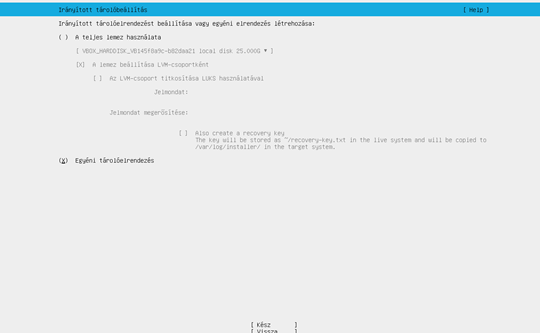 Irányított tárolóbeállítás [ Help ]
Irányított tárolóelrendezést beállítása vagy egyéni elrendezés létrehozása:
( ) A teljes lemez használata
[ VBOX_HARDDISK_VB145f8a9c-b82daa21 local disk 25.000G ▾ ]
[X] A lemez beállítása LVM-csoportként
[ ] Az LVM-csoport titkosítása LUKS használatával
Jelmondat:
Jelmondat megerősítése:
[ ] Also create a recovery key
The key will be stored as ~/recovery-key.txt in the live system and will be copied to
/var/log/installer/ in the target system.
(X) Egyéni tárolóelrendezés
[ Kész ]
[ Vissza ]